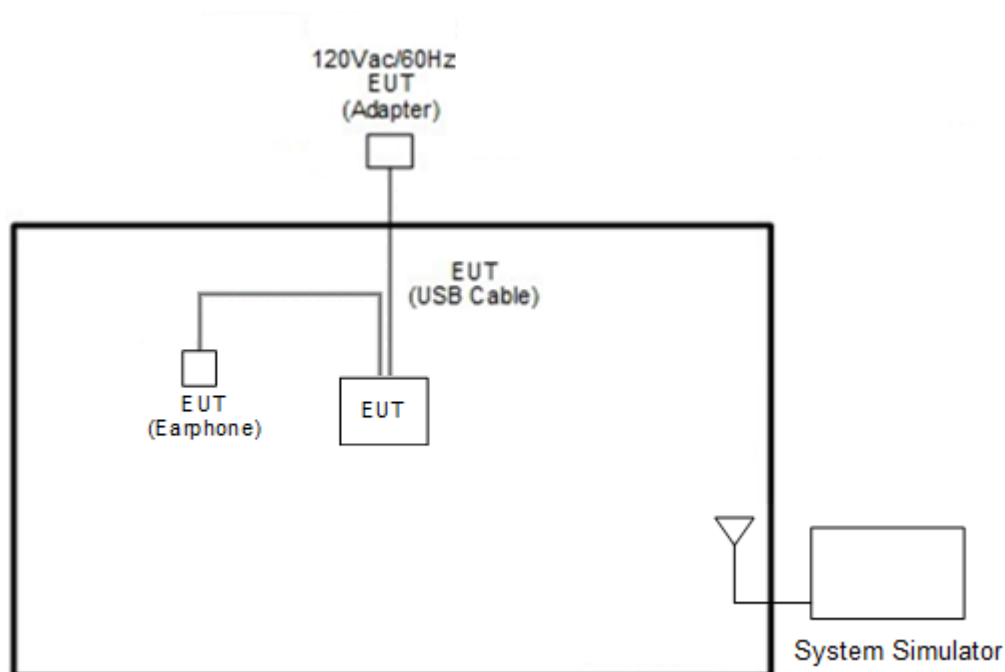 120Vac/60Hz
EUT
(Adapter)
EUT
(USB Cable)
EUT
(Earphone)
EUT
System Simulator